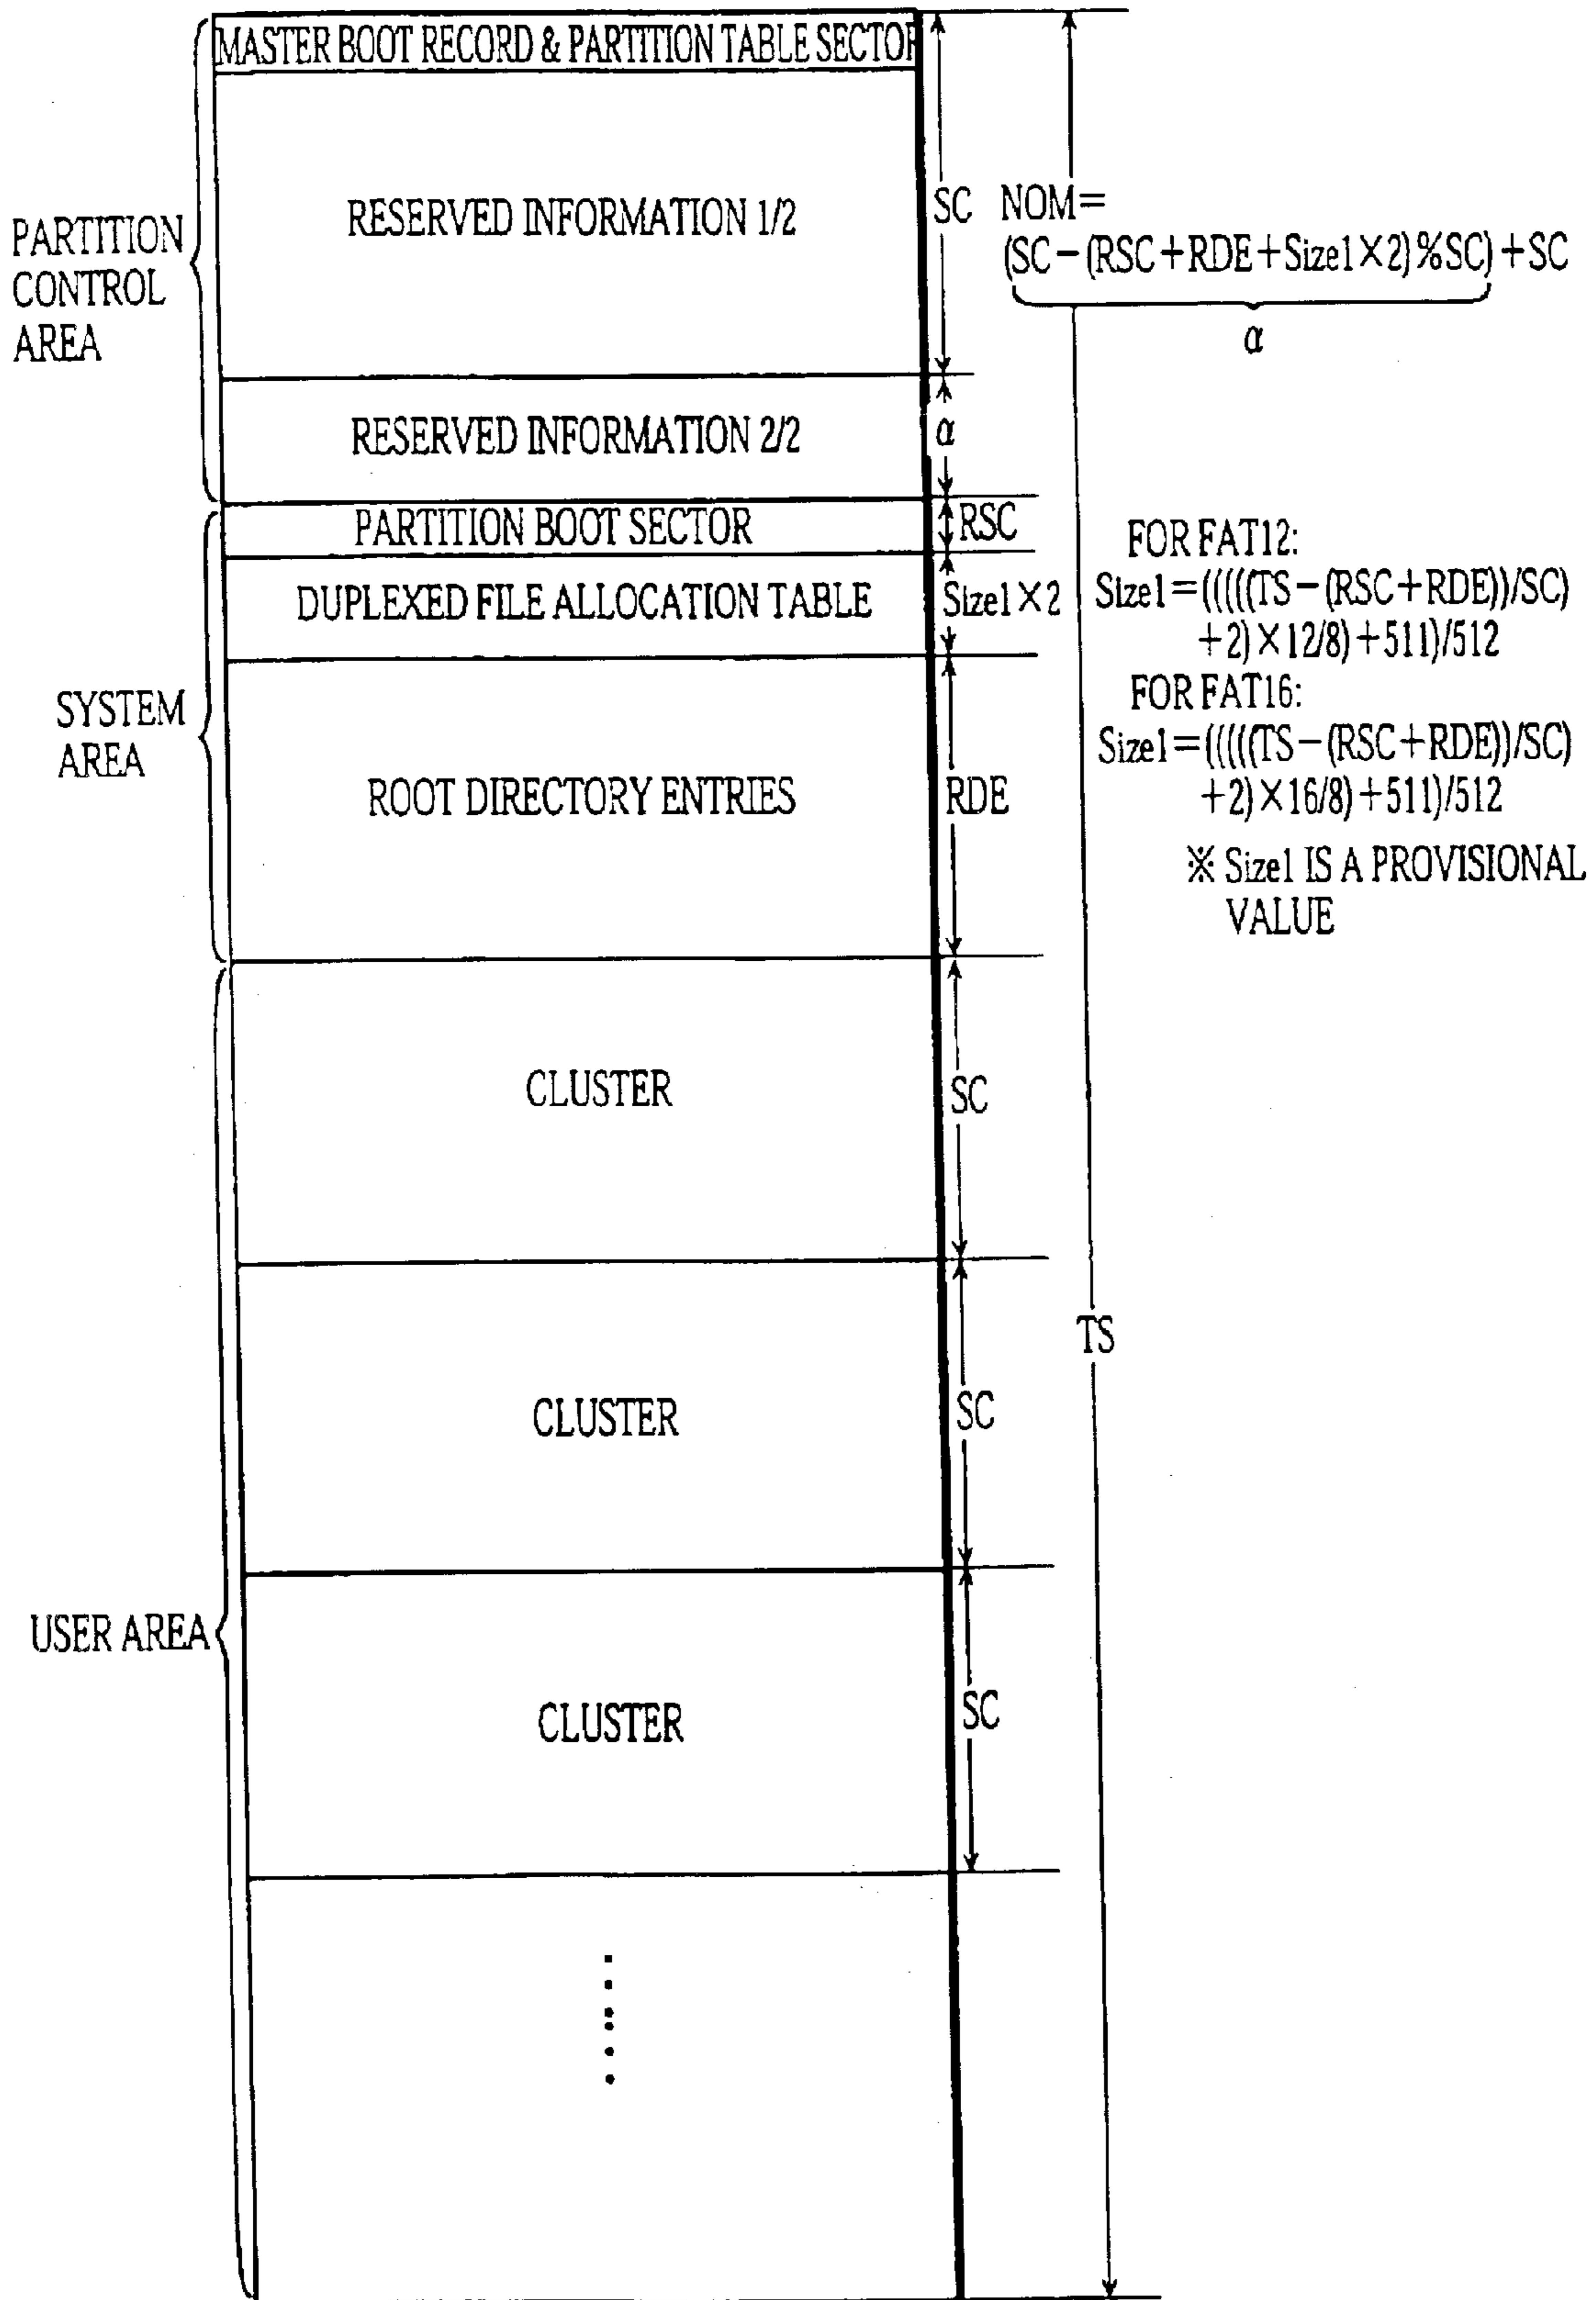 MASTER BOOT RECORD & PARTITION TABLE SECTOR
RESERVED INFORMATION 1/2
SC
NOM=
(SC-(RSC+RDE+Size1×2)%SC)+SC
α
PARTITION
CONTROL
AREA
RESERVED INFORMATION 2/2
α
PARTITION BOOT SECTOR
RSC
FOR FAT12:
DUPLEXED FILE ALLOCATION TABLE
Size1×2
Size1=(((((TS-(RSC+RDE))/SC)
+2)×12/8)+511)/512
FOR FAT16:
Size1=(((((TS-(RSC+RDE))/SC)
+2)×16/8)+511)/512
SYSTEM
AREA
ROOT DIRECTORY ENTRIES
RDE
※ Size1 IS A PROVISIONAL
VALUE
CLUSTER
SC
TS
CLUSTER
SC
USER AREA
CLUSTER
SC